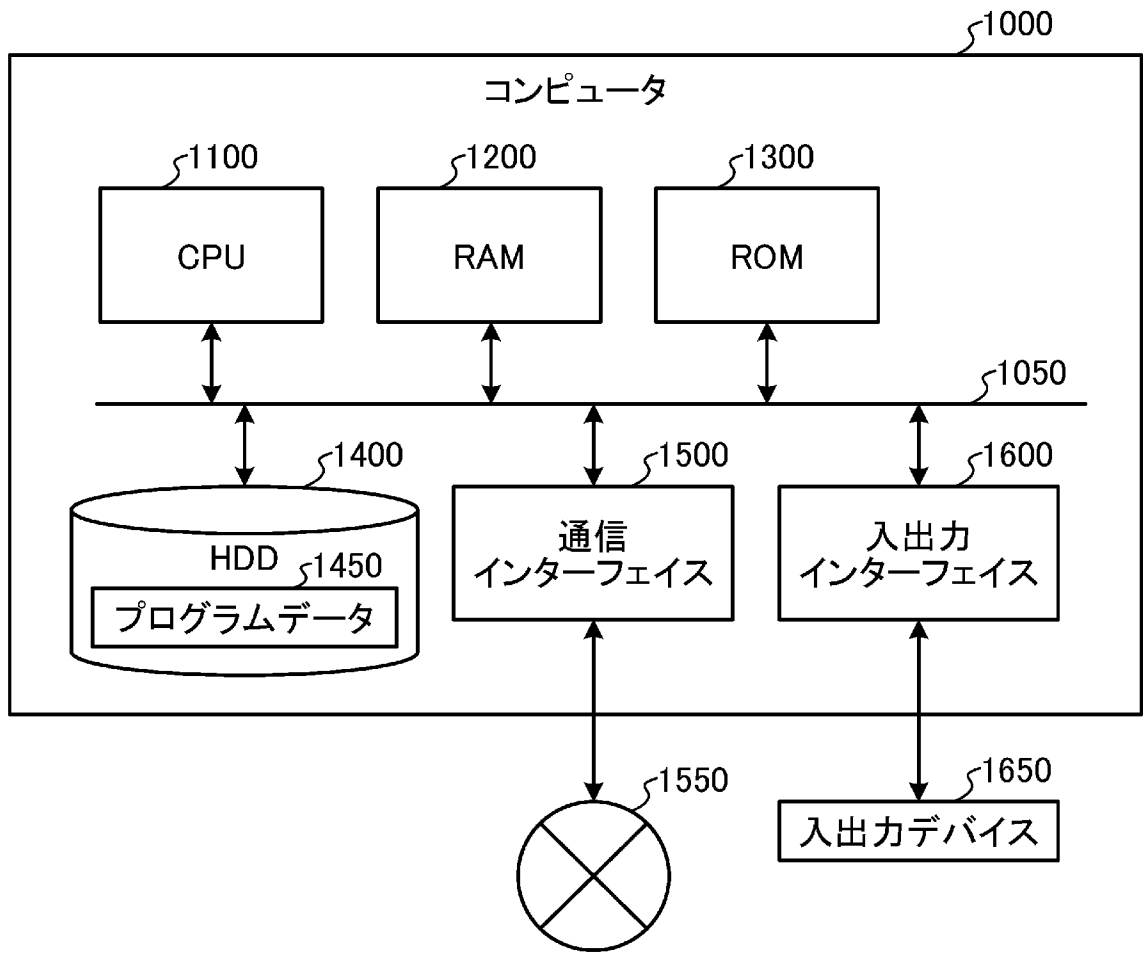 1000
コンピュータ
1100
1200
1300
CPU
RAM
ROM
1050
1400
1500
1600
HDD
1450
プログラムデータ
通信
インターフェイス
入出力
インターフェイス
1550
1650
入出力デバイス